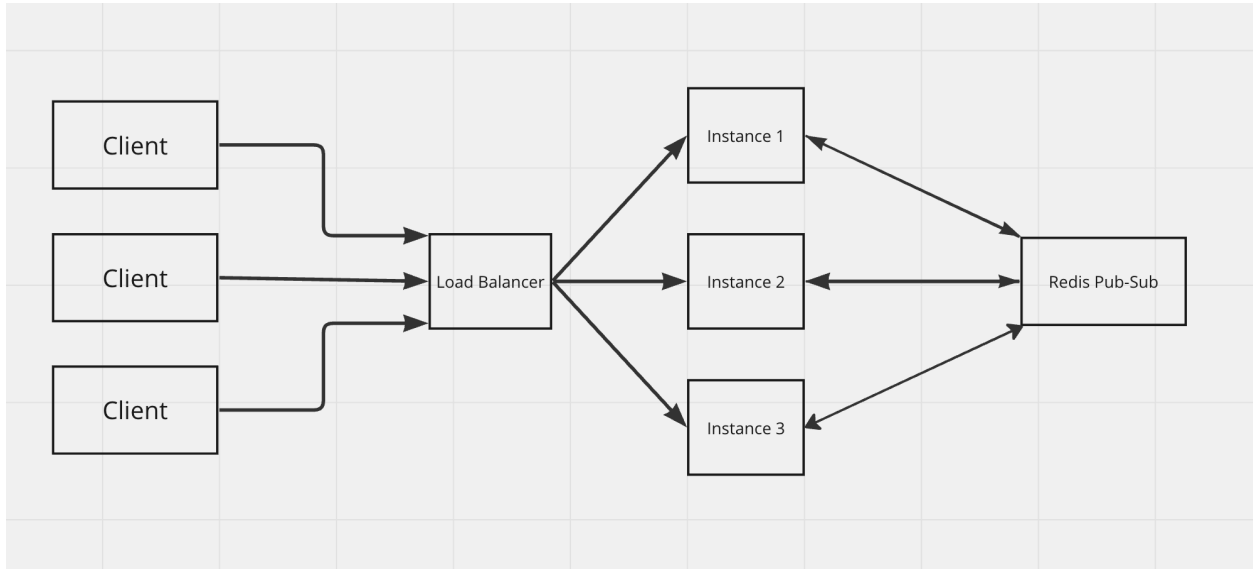 Client
Client
Client
Load Balancer
Instance 1
Instance 2
Instance 3
Redis Pub-Sub